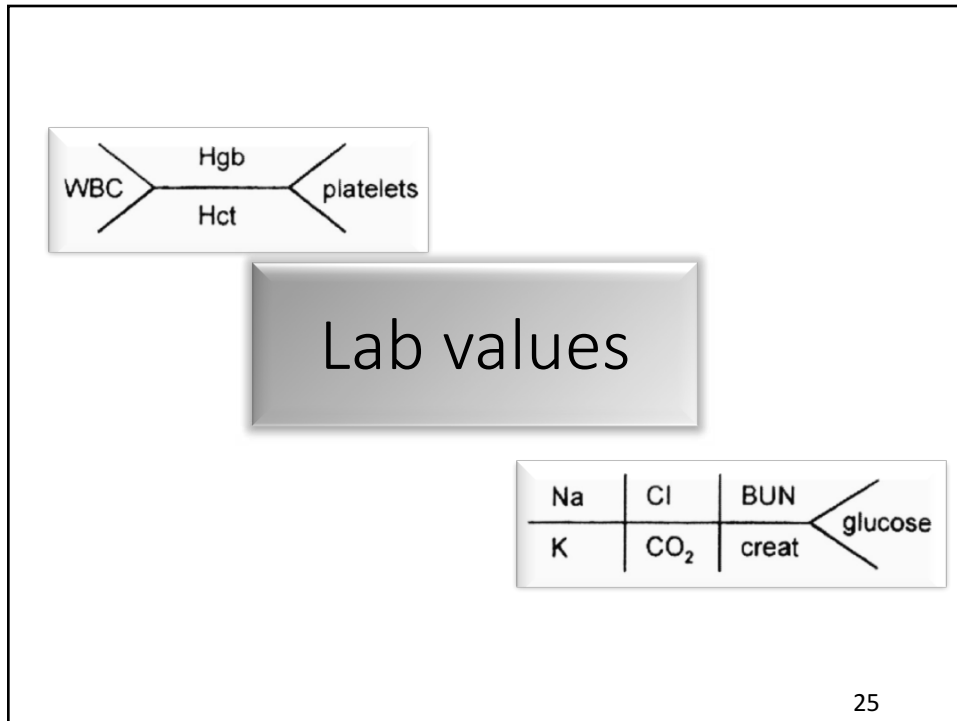 Hgb
WBC platelets
Hct
Lab values
Na Cl BUN
glucose
K CO₂ creat
25